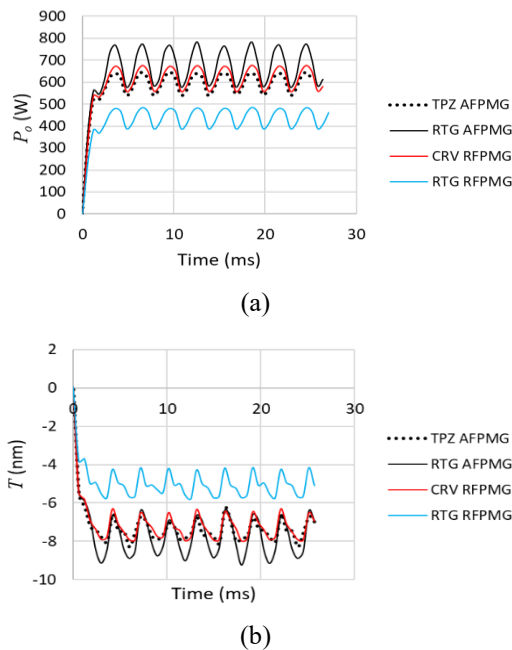 900
800
700
600
500
400
300
200
100
0
Pₒ (W)
0 10 20 30
Time (ms)
TPZ AFPMG
RTG AFPMG
CRV RFPMG
RTG RFPMG
(a)
2
0
-2
-4
-6
-8
-10
T (nm)
0 10 20 30
Time (ms)
TPZ AFPMG
RTG AFPMG
CRV RFPMG
RTG RFPMG
(b)